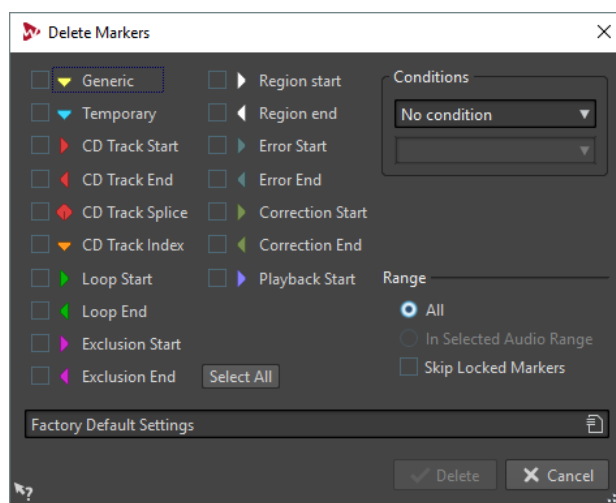 Delete Markers
Generic
Temporary
CD Track Start
CD Track End
CD Track Splice
CD Track Index
Loop Start
Loop End
Exclusion Start
Exclusion End
Region start
Region end
Error Start
Error End
Correction Start
Correction End
Playback Start
Select All
Conditions
No condition
Range
All
In Selected Audio Range
Skip Locked Markers
Factory Default Settings
Delete
Cancel
?